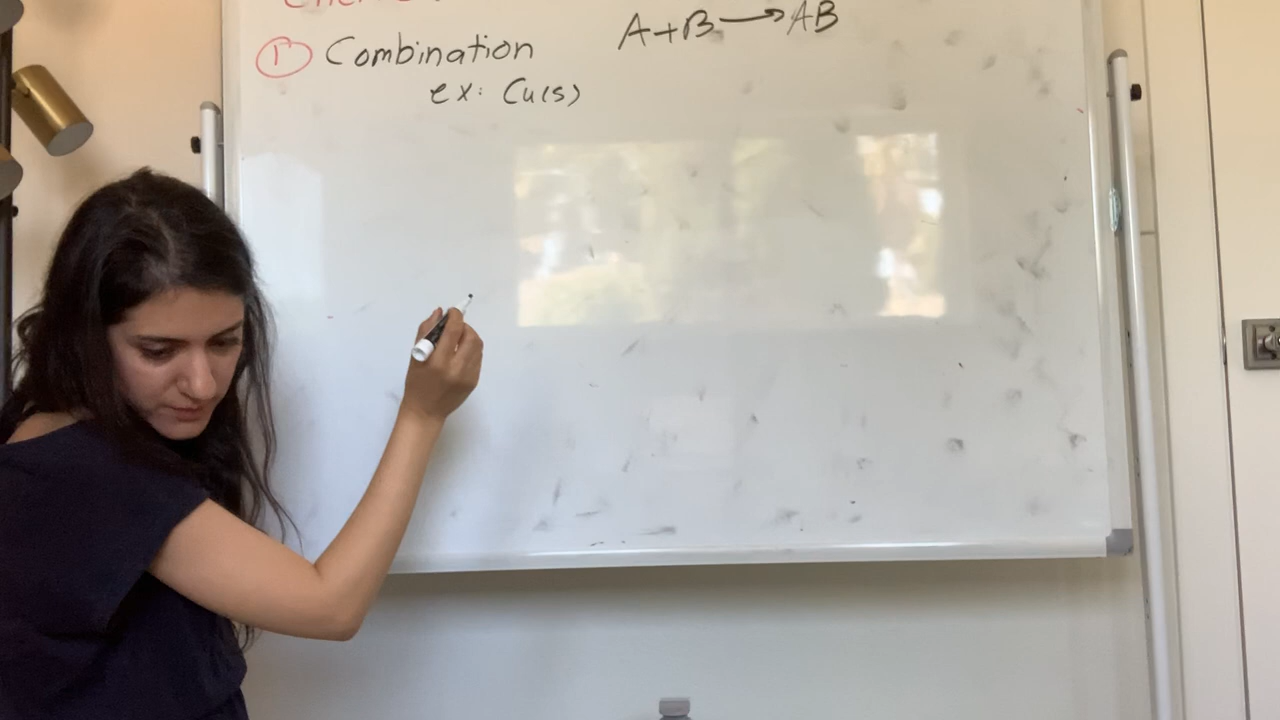 ① Combination A+B → AB
ex: Cu(s)